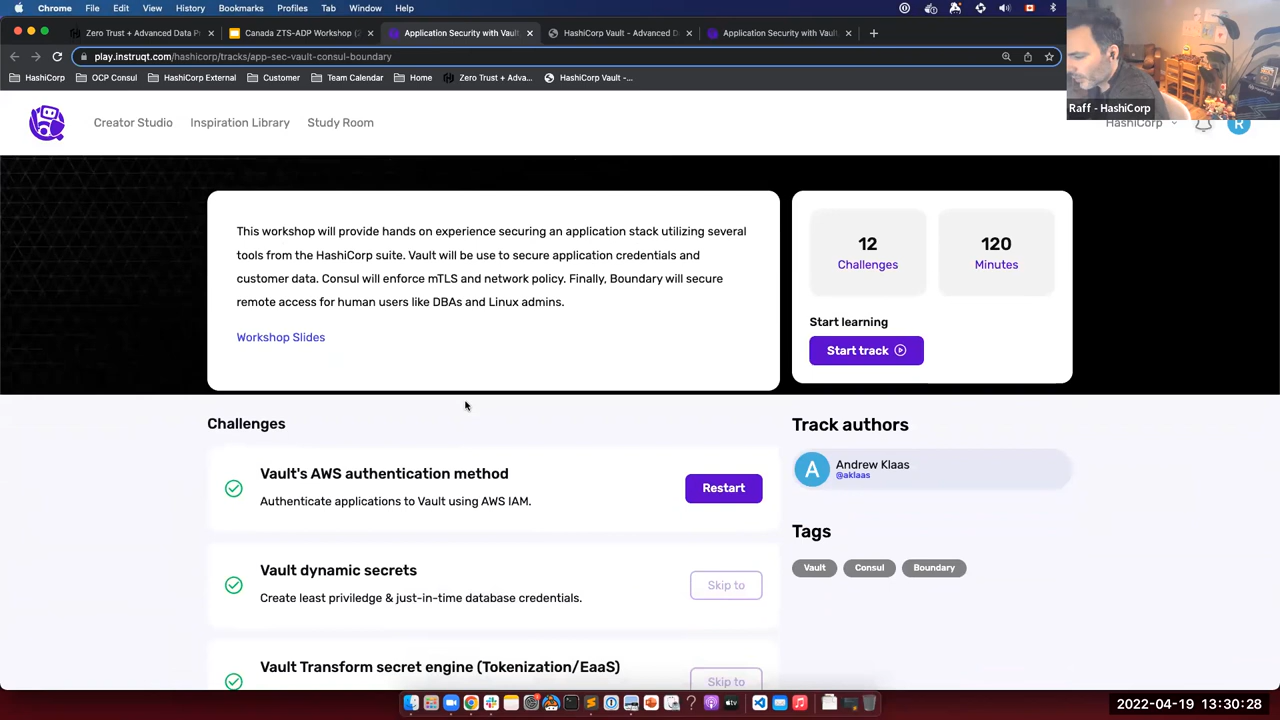 Chrome File Edit View History Bookmarks Profiles Tab Window Help
Zero Trust + Advanced Data Pr
Canada ZTS-ADP Workshop (2
Application Security with Vault
HashiCorp Vault - Advanced D
Application Security with Vault
play.instruqt.com/hashicorp/tracks/app-sec-vault-consul-boundary
HashiCorp OCP Consul HashiCorp External Customer Team Calendar Home Zero Trust + Adva... HashiCorp Vault -...
Raff - HashiCorp
Creator Studio Inspiration Library Study Room HashiCorp R
This workshop will provide hands on experience securing an application stack utilizing several
tools from the HashiCorp suite. Vault will be use to secure application credentials and
customer data. Consul will enforce mTLS and network policy. Finally, Boundary will secure
remote access for human users like DBAs and Linux admins.
Workshop Slides
12
Challenges
120
Minutes
Start learning
Start track
Challenges
Vault's AWS authentication method
Authenticate applications to Vault using AWS IAM.
Restart
Vault dynamic secrets
Create least priviledge & just-in-time database credentials.
Skip to
Vault Transform secret engine (Tokenization/EaaS)
Skip to
Track authors
A
Andrew Klaas
@aklaas
Tags
Vault Consul Boundary
2022-04-19 13:30:28